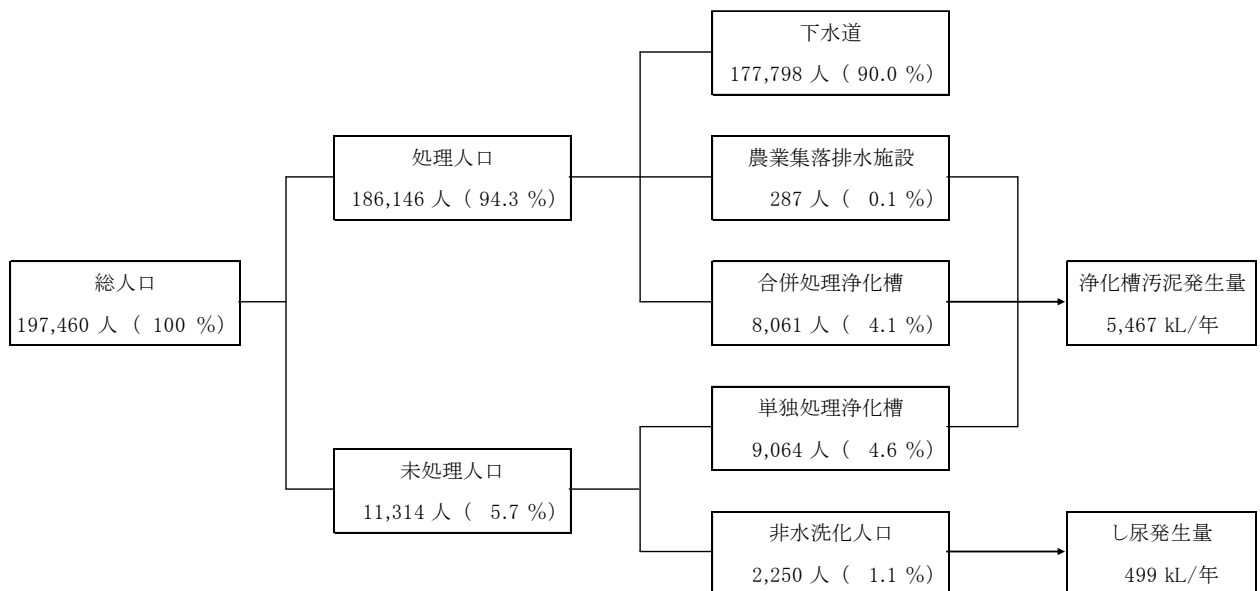 総人口
197,460 人 ( 100 %)
処理人口
186,146 人 ( 94.3 %)
未処理人口
11,314 人 ( 5.7 %)
下水道
177,798 人 ( 90.0 %)
農業集落排水施設
287 人 ( 0.1 %)
合併処理浄化槽
8,061 人 ( 4.1 %)
単独処理浄化槽
9,064 人 ( 4.6 %)
非水洗化人口
2,250 人 ( 1.1 %)
浄化槽汚泥発生量
5,467 kL/年
し尿発生量
499 kL/年